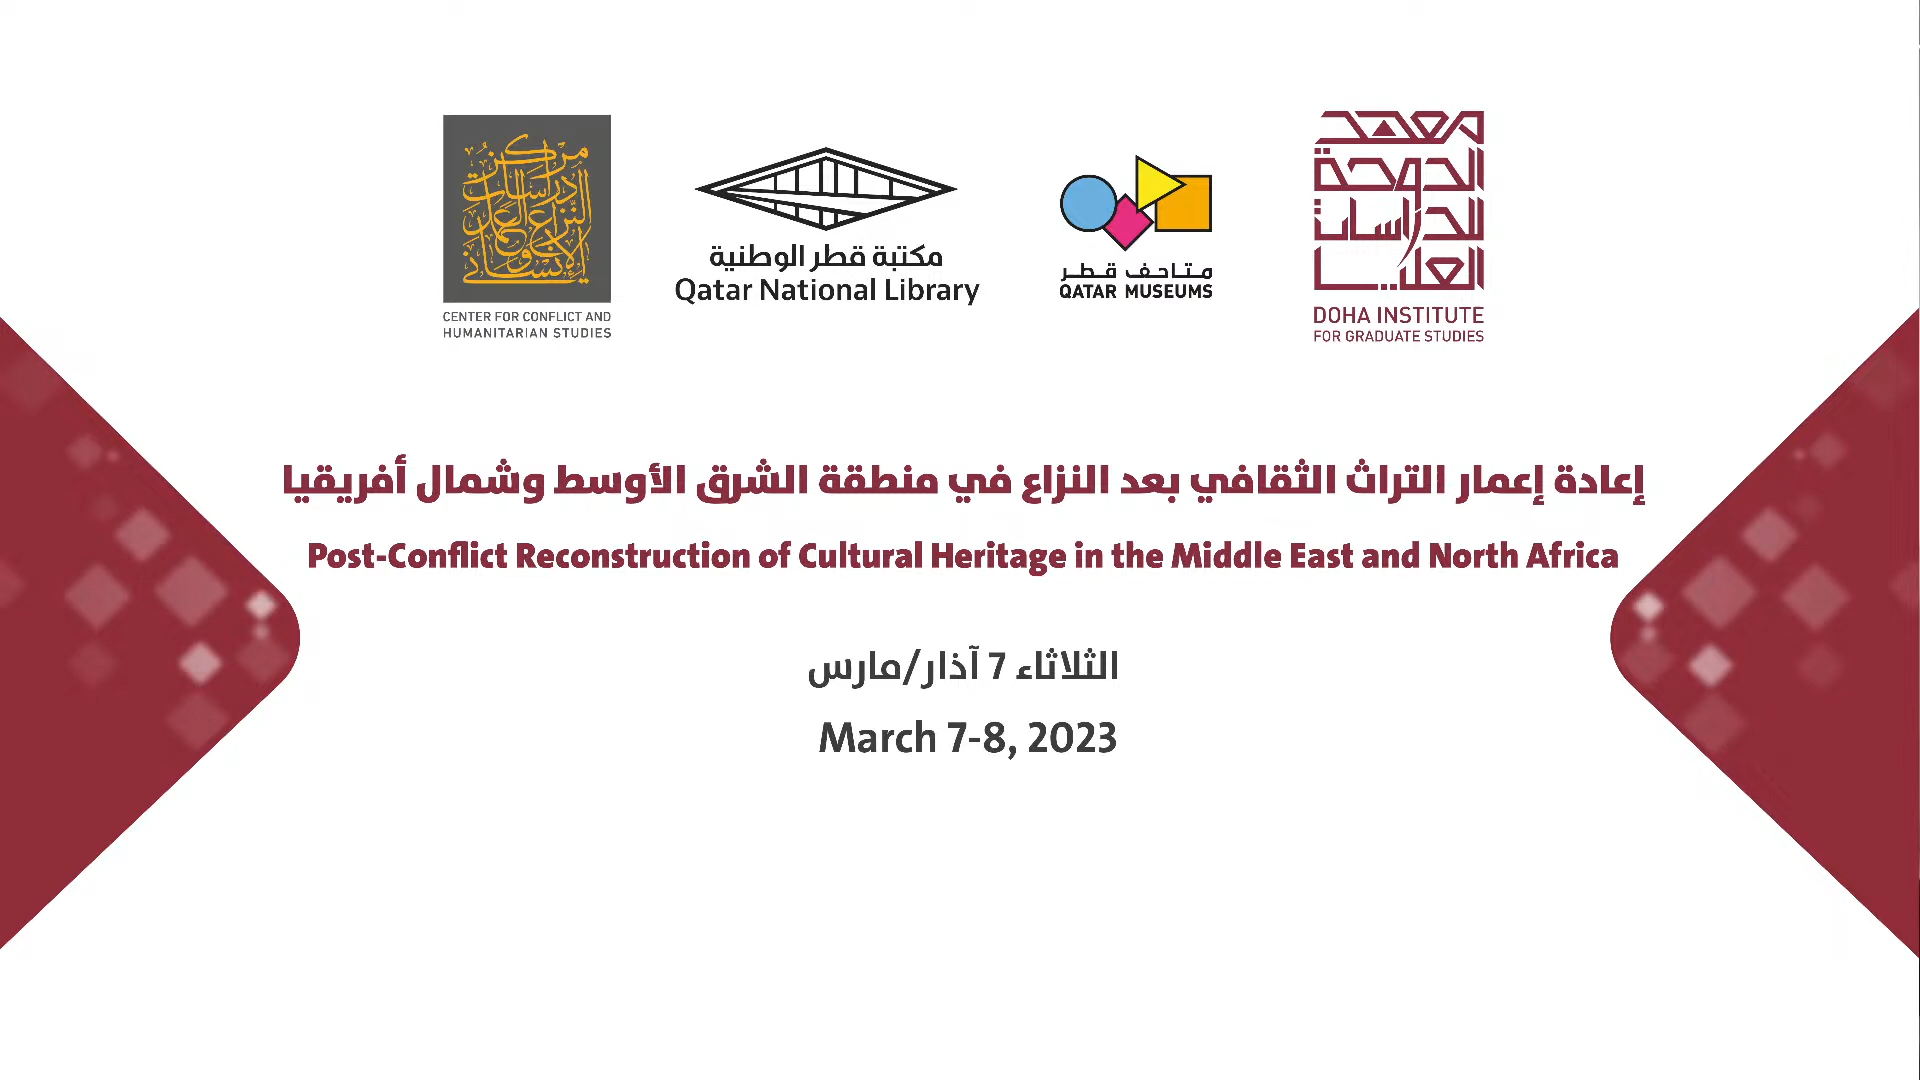 مركز
دراسات
النزاع والعمل
الإنساني
CENTER FOR CONFLICT AND
HUMANITARIAN STUDIES
مكتبة قطر الوطنية
Qatar National Library
متاحف قطر
QATAR MUSEUMS
معهد
الدوحة
للدراسات
العليا
DOHA INSTITUTE
FOR GRADUATE STUDIES
إعادة إعمار التراث الثقافي بعد النزاع في منطقة الشرق الأوسط وشمال أفريقيا
Post-Conflict Reconstruction of Cultural Heritage in the Middle East and North Africa
الثلاثاء 7 آذار/مارس
March 7-8, 2023